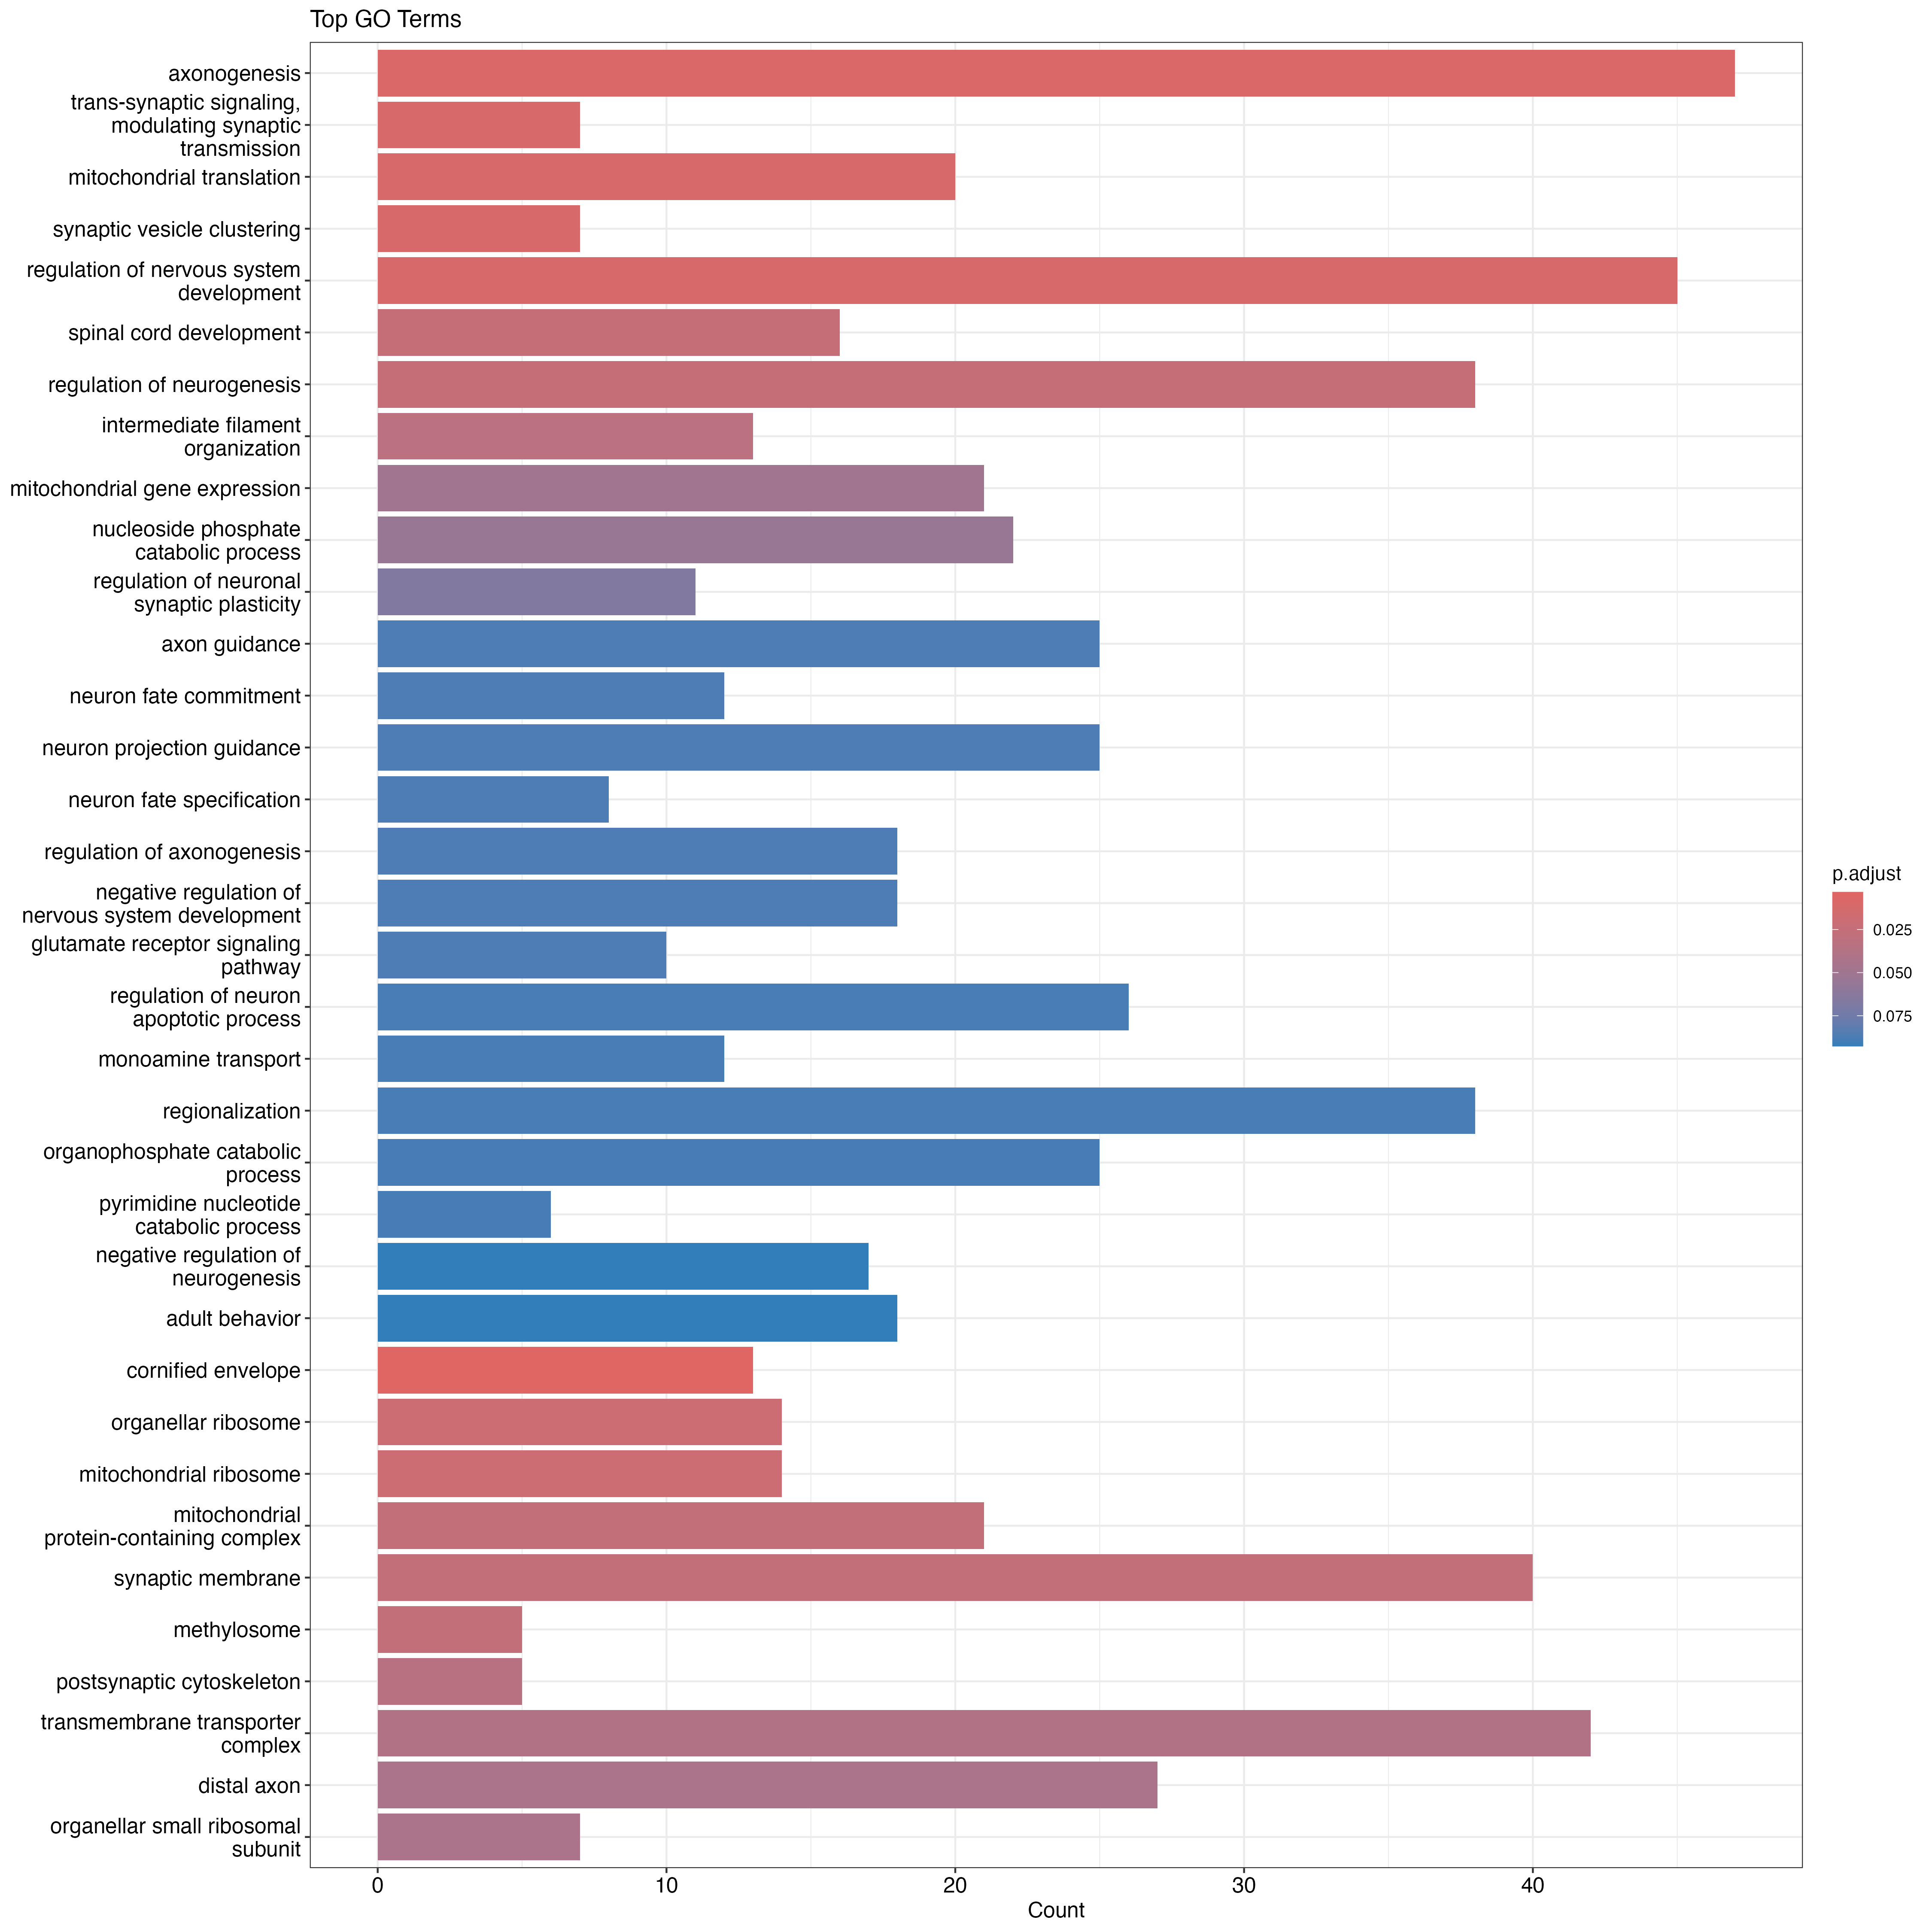 Top GO Terms
axonogenesis
trans-synaptic signaling,
modulating synaptic
transmission
mitochondrial translation
synaptic vesicle clustering
regulation of nervous system
development
spinal cord development
regulation of neurogenesis
intermediate filament
organization
mitochondrial gene expression
nucleoside phosphate
catabolic process
regulation of neuronal
synaptic plasticity
axon guidance
neuron fate commitment
neuron projection guidance
neuron fate specification
regulation of axonogenesis
negative regulation of
nervous system development
glutamate receptor signaling
pathway
regulation of neuron
apoptotic process
monoamine transport
regionalization
organophosphate catabolic
process
pyrimidine nucleotide
catabolic process
negative regulation of
neurogenesis
adult behavior
cornified envelope
organellar ribosome
mitochondrial ribosome
mitochondrial
protein-containing complex
synaptic membrane
methylosome
postsynaptic cytoskeleton
transmembrane transporter
complex
distal axon
organellar small ribosomal
subunit
0 10 20 30 40
Count
p.adjust
0.025
0.050
0.075